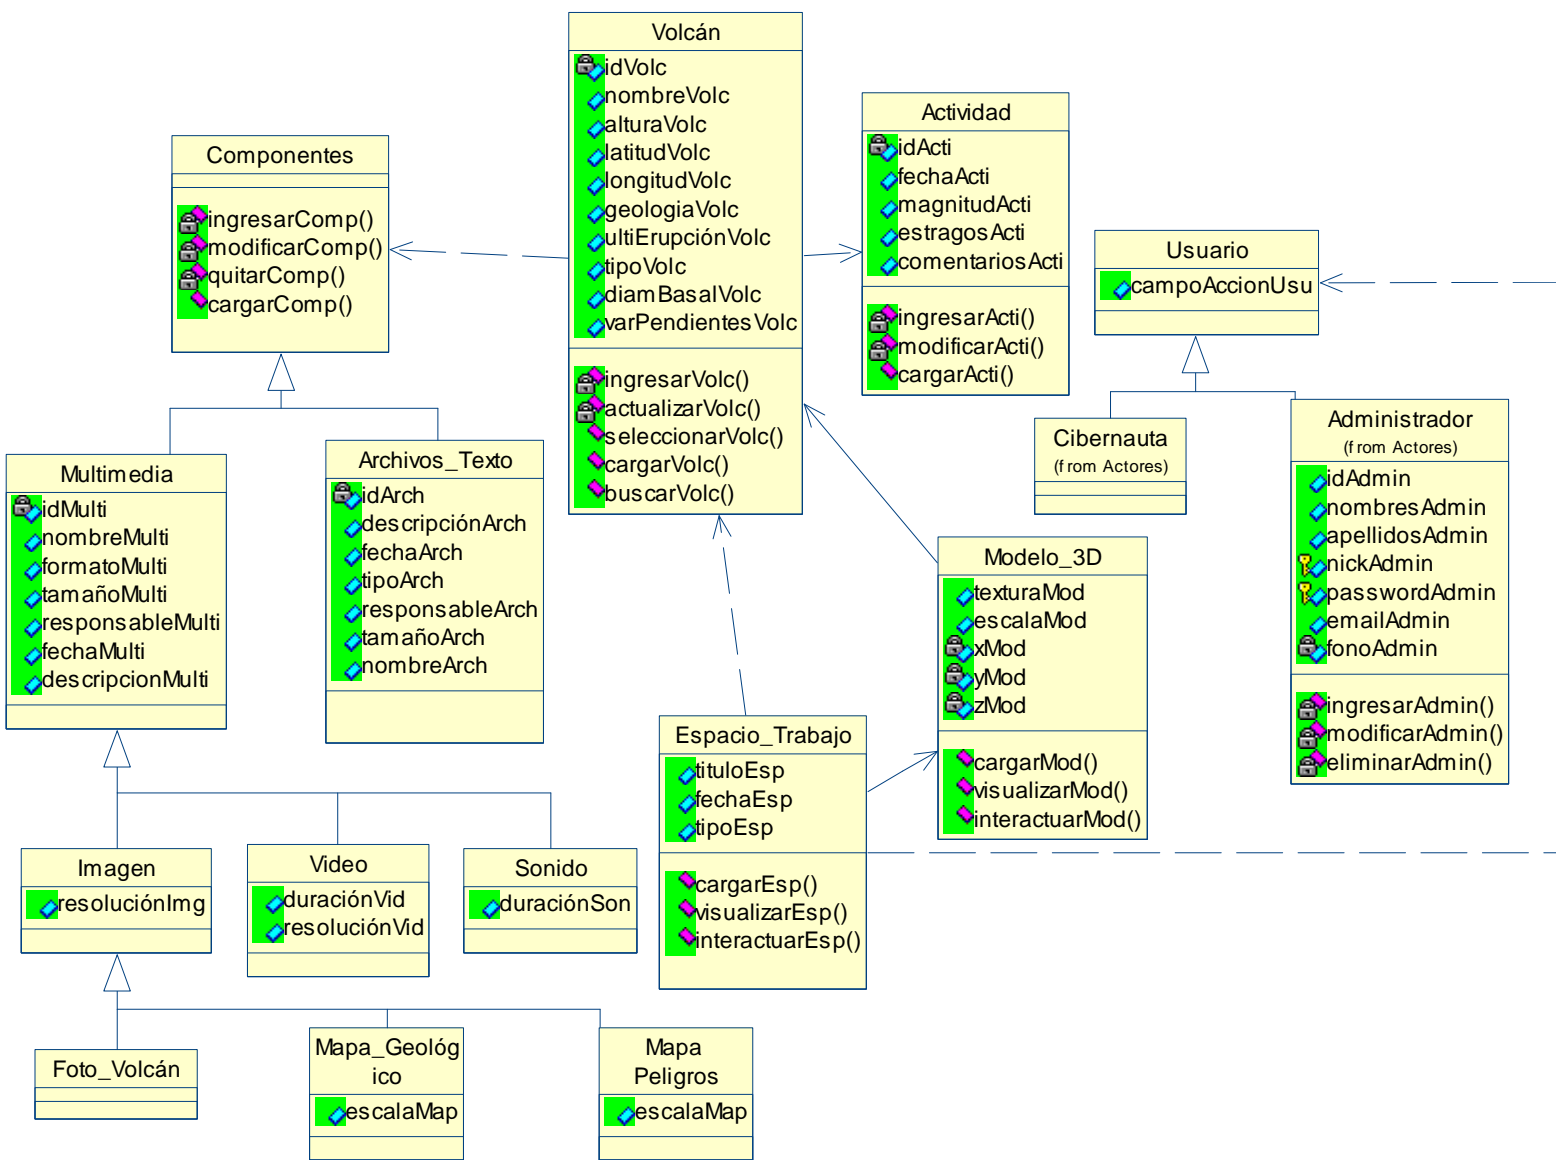 Volcán
idVolc
nombreVolc
alturaVolc
latitudVolc
longitudVolc
geologiaVolc
ultiErupciónVolc
tipoVolc
diamBasalVolc
varPendientesVolc
ingresarVolc()
actualizarVolc()
seleccionarVolc()
cargarVolc()
buscarVolc()
Actividad
idActi
fechaActi
magnitudActi
estragosActi
comentariosActi
ingresarActi()
modificarActi()
cargarActi()
Componentes
ingresarComp()
modificarComp()
quitarComp()
cargarComp()
Usuario
campoAccionUsu
Cibernauta
(from Actores)
Administrador
(from Actores)
idAdmin
nombresAdmin
apellidosAdmin
nickAdmin
passwordAdmin
emailAdmin
fonoAdmin
ingresarAdmin()
modificarAdmin()
eliminarAdmin()
Multimedia
idMulti
nombreMulti
formatoMulti
tamañoMulti
responsableMulti
fechaMulti
descripcionMulti
Archivos_Texto
idArch
descripciónArch
fechaArch
tipoArch
responsableArch
tamañoArch
nombreArch
Modelo_3D
texturaMod
escalaMod
xMod
yMod
zMod
cargarMod()
visualizarMod()
interactuarMod()
Espacio_Trabajo
tituloEsp
fechaEsp
tipoEsp
cargarEsp()
visualizarEsp()
interactuarEsp()
Imagen
resoluciónImg
Video
duraciónVid
resoluciónVid
Sonido
duraciónSon
Foto_Volcán
Mapa_Geológ
ico
escalaMap
Mapa
Peligros
escalaMap